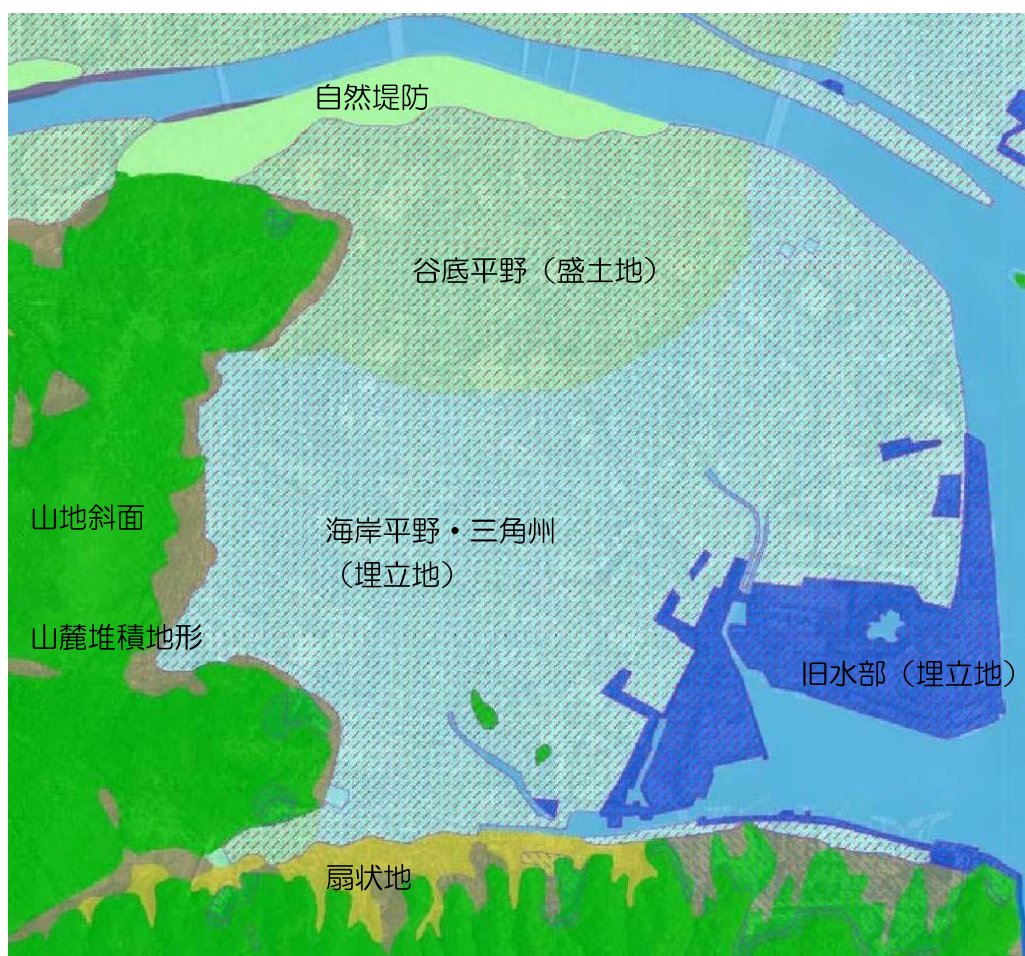 自然堤防
谷底平野（盛土地）
山地斜面
海岸平野・三角州
（埋立地）
山麓堆積地形
旧水部（埋立地）
扇状地